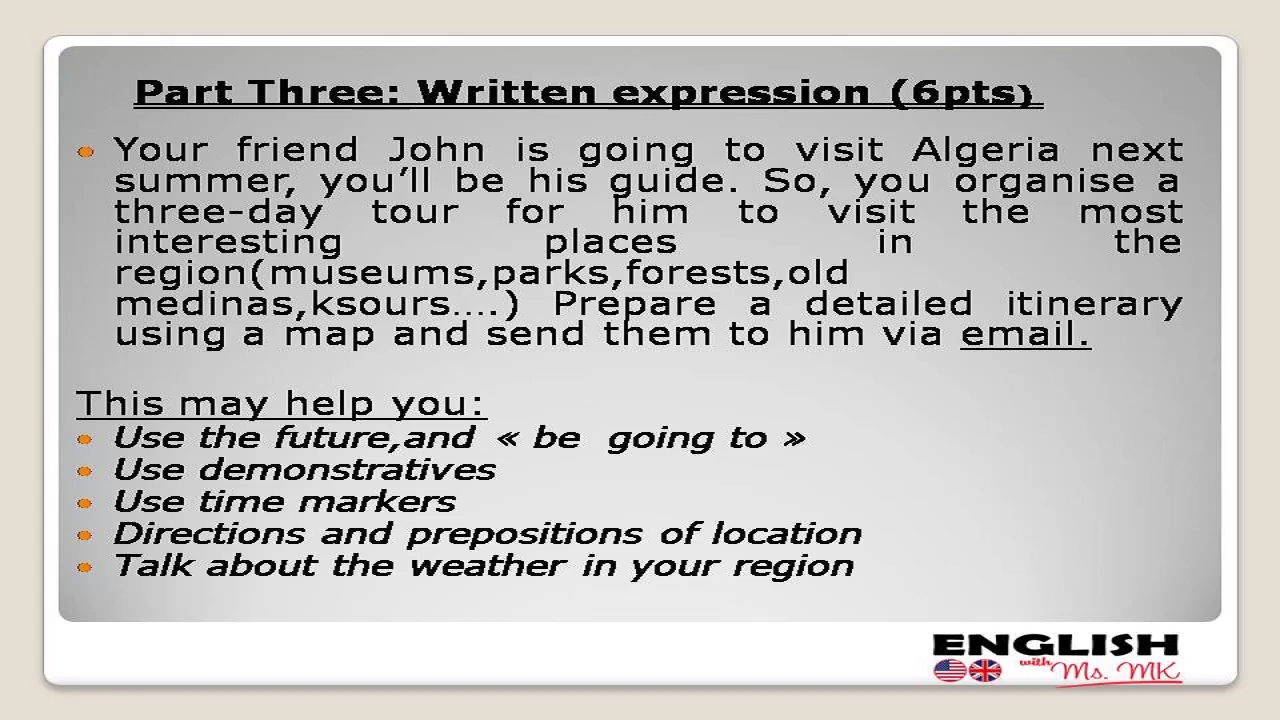 Part Three: Written expression (6pts)
Your friend John is going to visit Algeria next
summer, you'll be his guide. So, you organise a
three-day tour for him to visit the most
interesting places in the
region(museums,parks,forests,old
medinas,ksours....) Prepare a detailed itinerary
using a map and send them to him via email.
This may help you:
Use the future,and « be going to »
Use demonstratives
Use time markers
Directions and prepositions of location
Talk about the weather in your region
ENGLISH
with Ms. MK